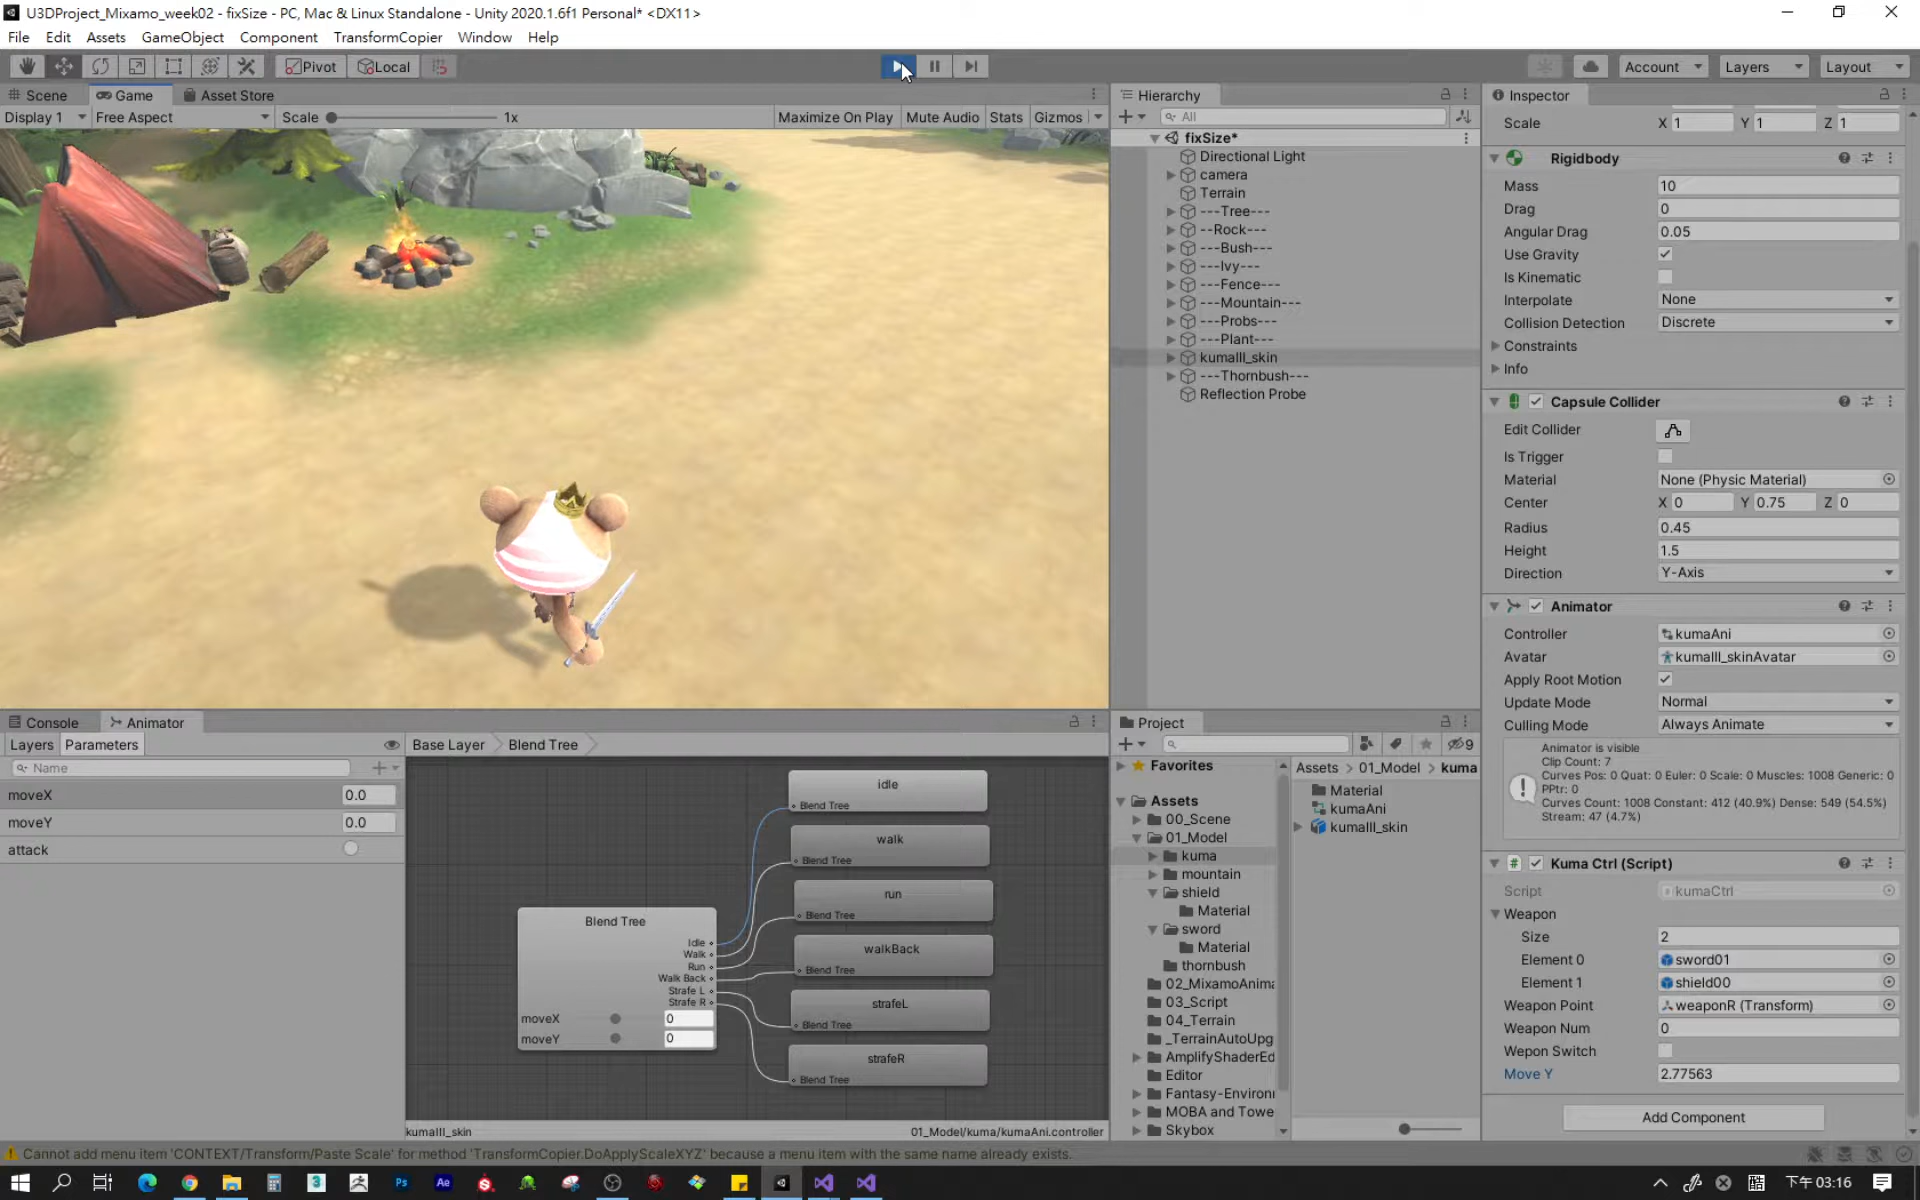 U3DProject_Mixamo_week02 - fixSize - PC, Mac & Linux Standalone - Unity 2020.1.6f1 Personal* <DX11>
File Edit Assets GameObject Component TransformCopier Window Help
Pivot Local Account Layers Layout
Scene Game Asset Store
Display 1 Free Aspect Scale 1x Maximize On Play Mute Audio Stats Gizmos
Hierarchy
All
fixSize*
Directional Light
camera
Terrain
---Tree---
--Rock---
---Bush---
---Ivy---
---Fence---
---Mountain---
---Probs---
---Plant---
kumaIII_skin
---Thornbush---
Reflection Probe
Inspector
Scale X 1 Y 1 Z 1
Rigidbody
Mass 10
Drag 0
Angular Drag 0.05
Use Gravity
Is Kinematic
Interpolate None
Collision Detection Discrete
Constraints
Info
Capsule Collider
Edit Collider
Is Trigger
Material None (Physic Material)
Center X 0 Y 0.75 Z 0
Radius 0.45
Height 1.5
Direction Y-Axis
Animator
Controller kumaAni
Avatar kumaIII_skinAvatar
Apply Root Motion
Update Mode Normal
Culling Mode Always Animate
Animator is visible
Clip Count: 7
Curves Pos: 0 Quat: 0 Euler: 0 Scale: 0 Muscles: 1008 Generic: 0
PPtr: 0
Curves Count: 1008 Constant: 412 (40.9%) Dense: 549 (54.5%)
Stream: 47 (4.7%)
Kuma Ctrl (Script)
Script kumaCtrl
Weapon
Size 2
Element 0 sword01
Element 1 shield00
Weapon Point weaponR (Transform)
Weapon Num 0
Wepon Switch
Move Y 2.77563
Add Component
Console Animator
Layers Parameters
Name
moveX 0.0
moveY 0.0
attack
Base Layer Blend Tree
idle
Blend Tree
walk
Blend Tree
run
Blend Tree
walkBack
Blend Tree
strafeL
Blend Tree
strafeR
Blend Tree
Blend Tree
Idle
Walk
Run
Walk Back
Strafe L
Strafe R
moveX 0
moveY 0
kumaIII_skin 01_Model/kuma/kumaAni.controller
Project
9
Favorites
Assets
00_Scene
01_Model
kuma
mountain
shield
Material
sword
Material
thornbush
02_MixamoAnima
03_Script
04_Terrain
_TerrainAutoUpg
AmplifyShaderEd
Editor
Fantasy-Environ
MOBA and Towe
Skybox
Assets > 01_Model > kuma
Material
kumaAni
kumaIII_skin
Cannot add menu item 'CONTEXT/Transform/Paste Scale' for method 'TransformCopier.DoApplyScaleXYZ' because a menu item with the same name already exists.
3 Ps Ae 下午 03:16